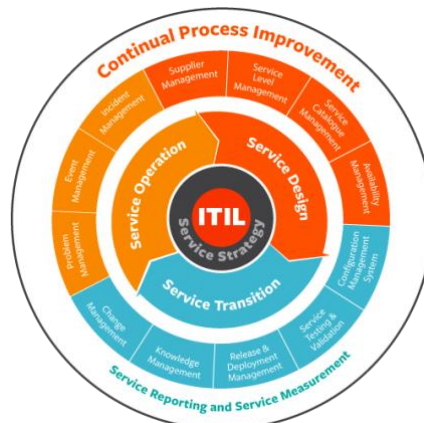 Continual Process Improvement
Supplier
Management
Service
Level
Management
Service
Catalogue
Management
Availability
Management
Configuration
Management
System
Service
Testing &
Validation
Release &
Deployment
Management
Knowledge
Management
Change
Management
Problem
Management
Event
Management
Incident
Management
Service Operation
Service Design
Service Transition
ITIL
Service Strategy
Service Reporting and Service Measurement